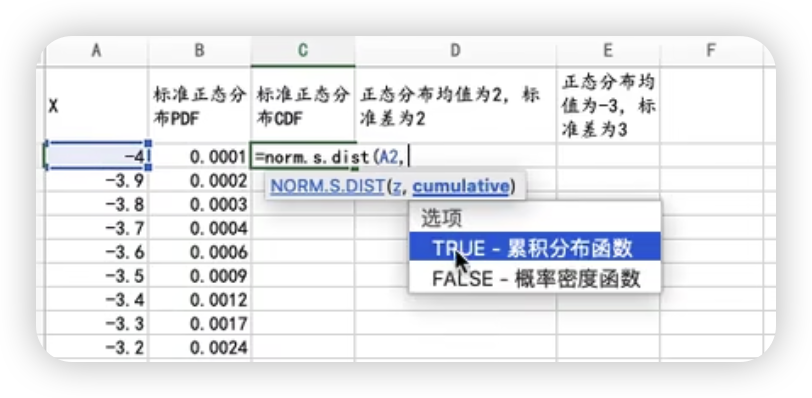 A B C D E F
X 标准正态分布PDF 标准正态分布CDF 正态分布均值为2, 标准差为2 正态分布均值为-3, 标准差为3
-4 0.0001 =norm.s.dist(A2,
-3.9 0.0002
NORM.S.DIST(z, cumulative)
-3.8 0.0003
选项
-3.7 0.0004
TRUE - 累积分布函数
-3.6 0.0006
FALSE - 概率密度函数
-3.5 0.0009
-3.4 0.0012
-3.3 0.0017
-3.2 0.0024